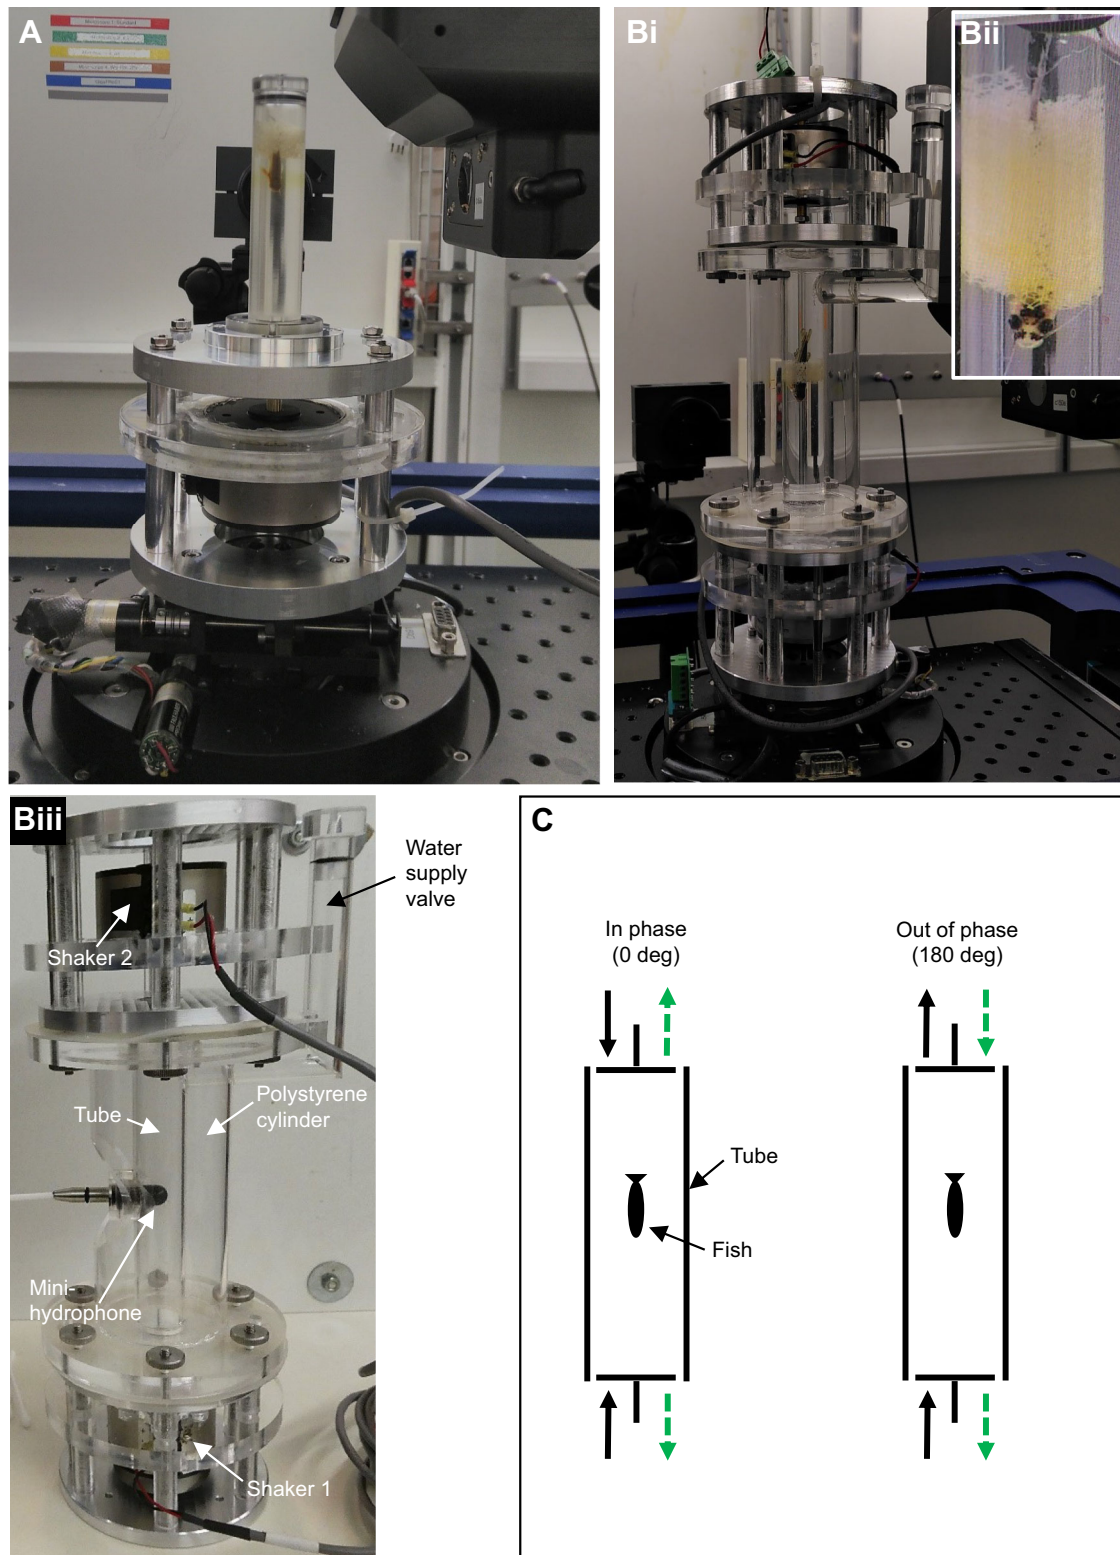 A
Bi
Bii
Biii
Water
supply
valve
Shaker 2
Tube
Polystyrene
cylinder
Mini-
hydrophone
Shaker 1
C
In phase
(0 deg)
Out of phase
(180 deg)
Tube
Fish